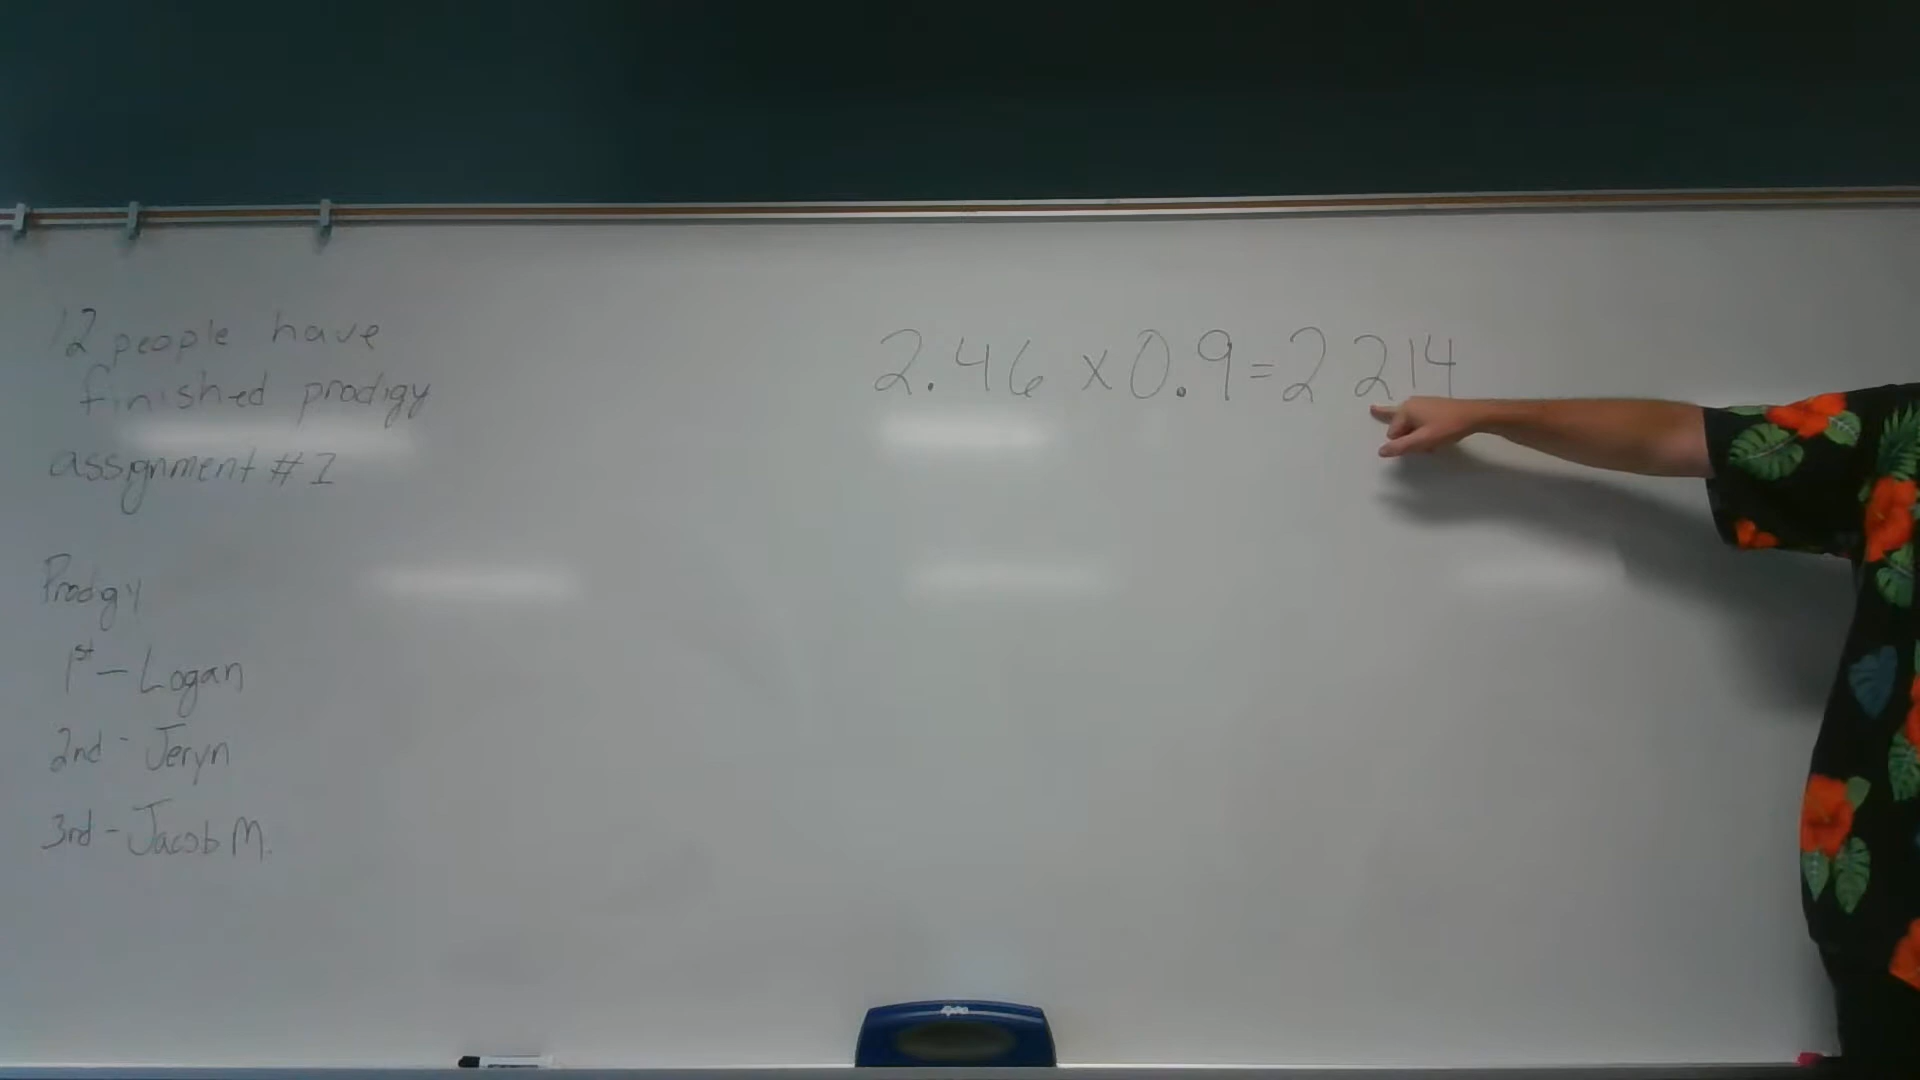 12 people have
finished prodigy
assignment #1
Prodigy
1st - Logan
2nd - Jeryn
3rd - Jacob M.
2.46 x 0.9 = 2 214